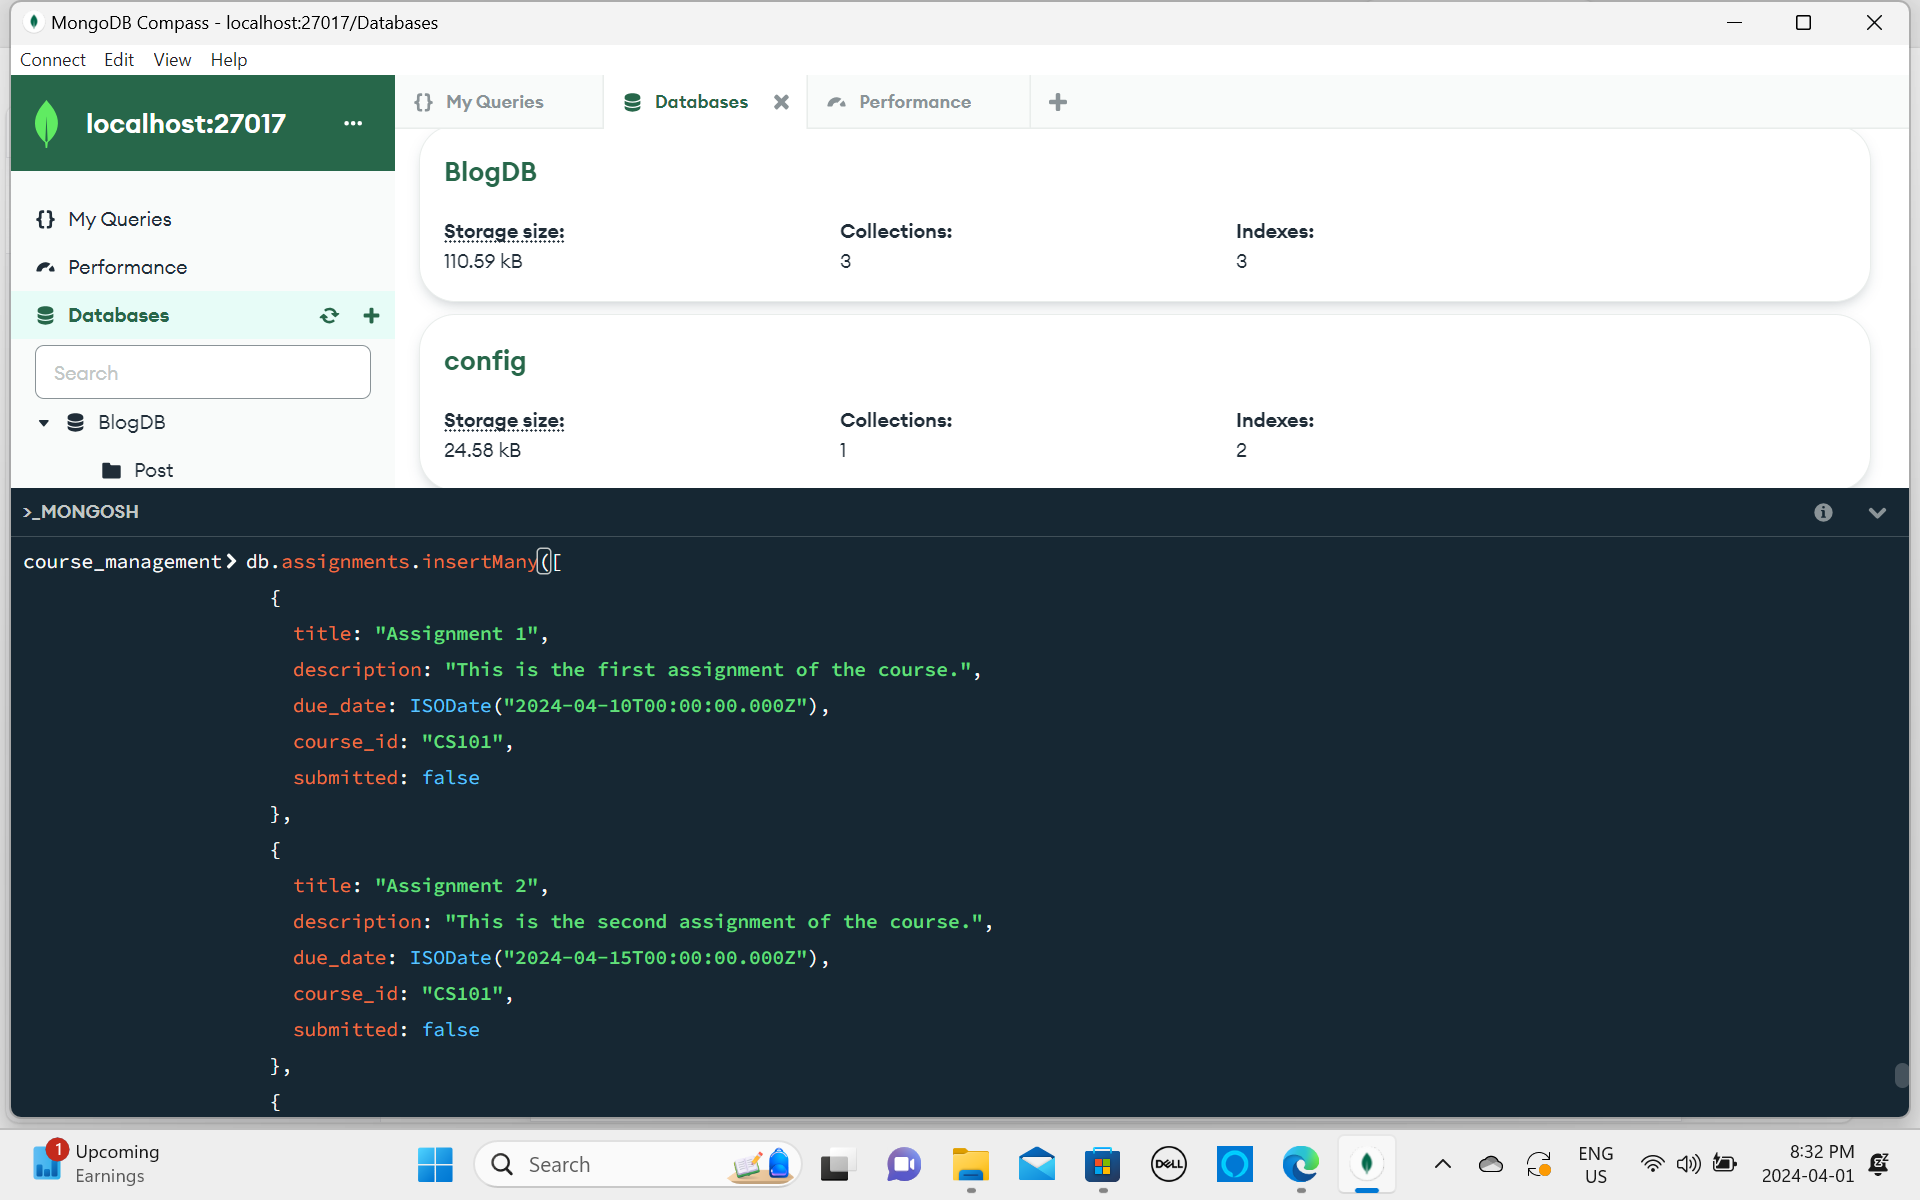 MongoDB Compass - localhost:27017/Databases
Connect Edit View Help
localhost:27017 ...
{} My Queries
Databases
Performance
My Queries
Performance
Databases
Search
BlogDB
Post
BlogDB
Storage size: Collections: Indexes:
110.59 kB 3 3
config
Storage size: Collections: Indexes:
24.58 kB 1 2
>_MONGOSH
course_management> db.assignments.insertMany([
{
title: "Assignment 1",
description: "This is the first assignment of the course.",
due_date: ISODate("2024-04-10T00:00:00.000Z"),
course_id: "CS101",
submitted: false
},
{
title: "Assignment 2",
description: "This is the second assignment of the course.",
due_date: ISODate("2024-04-15T00:00:00.000Z"),
course_id: "CS101",
submitted: false
},
{
1
Upcoming
Earnings
Search
DELL
ENG
US
8:32 PM
2024-04-01